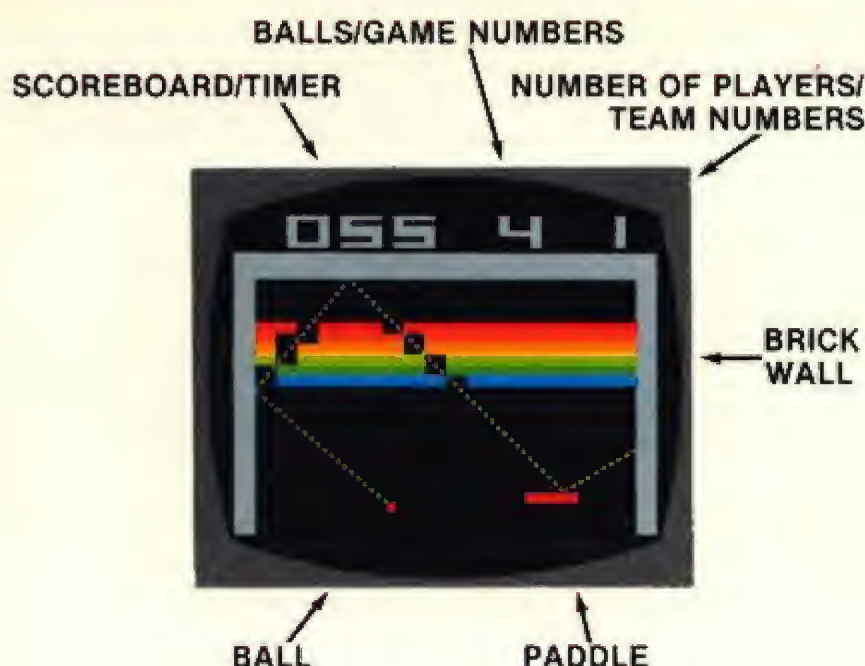 BALLS/GAME NUMBERS
SCOREBOARD/TIMER
NUMBER OF PLAYERS/
TEAM NUMBERS
055 4 1
BRICK
WALL
BALL
PADDLE